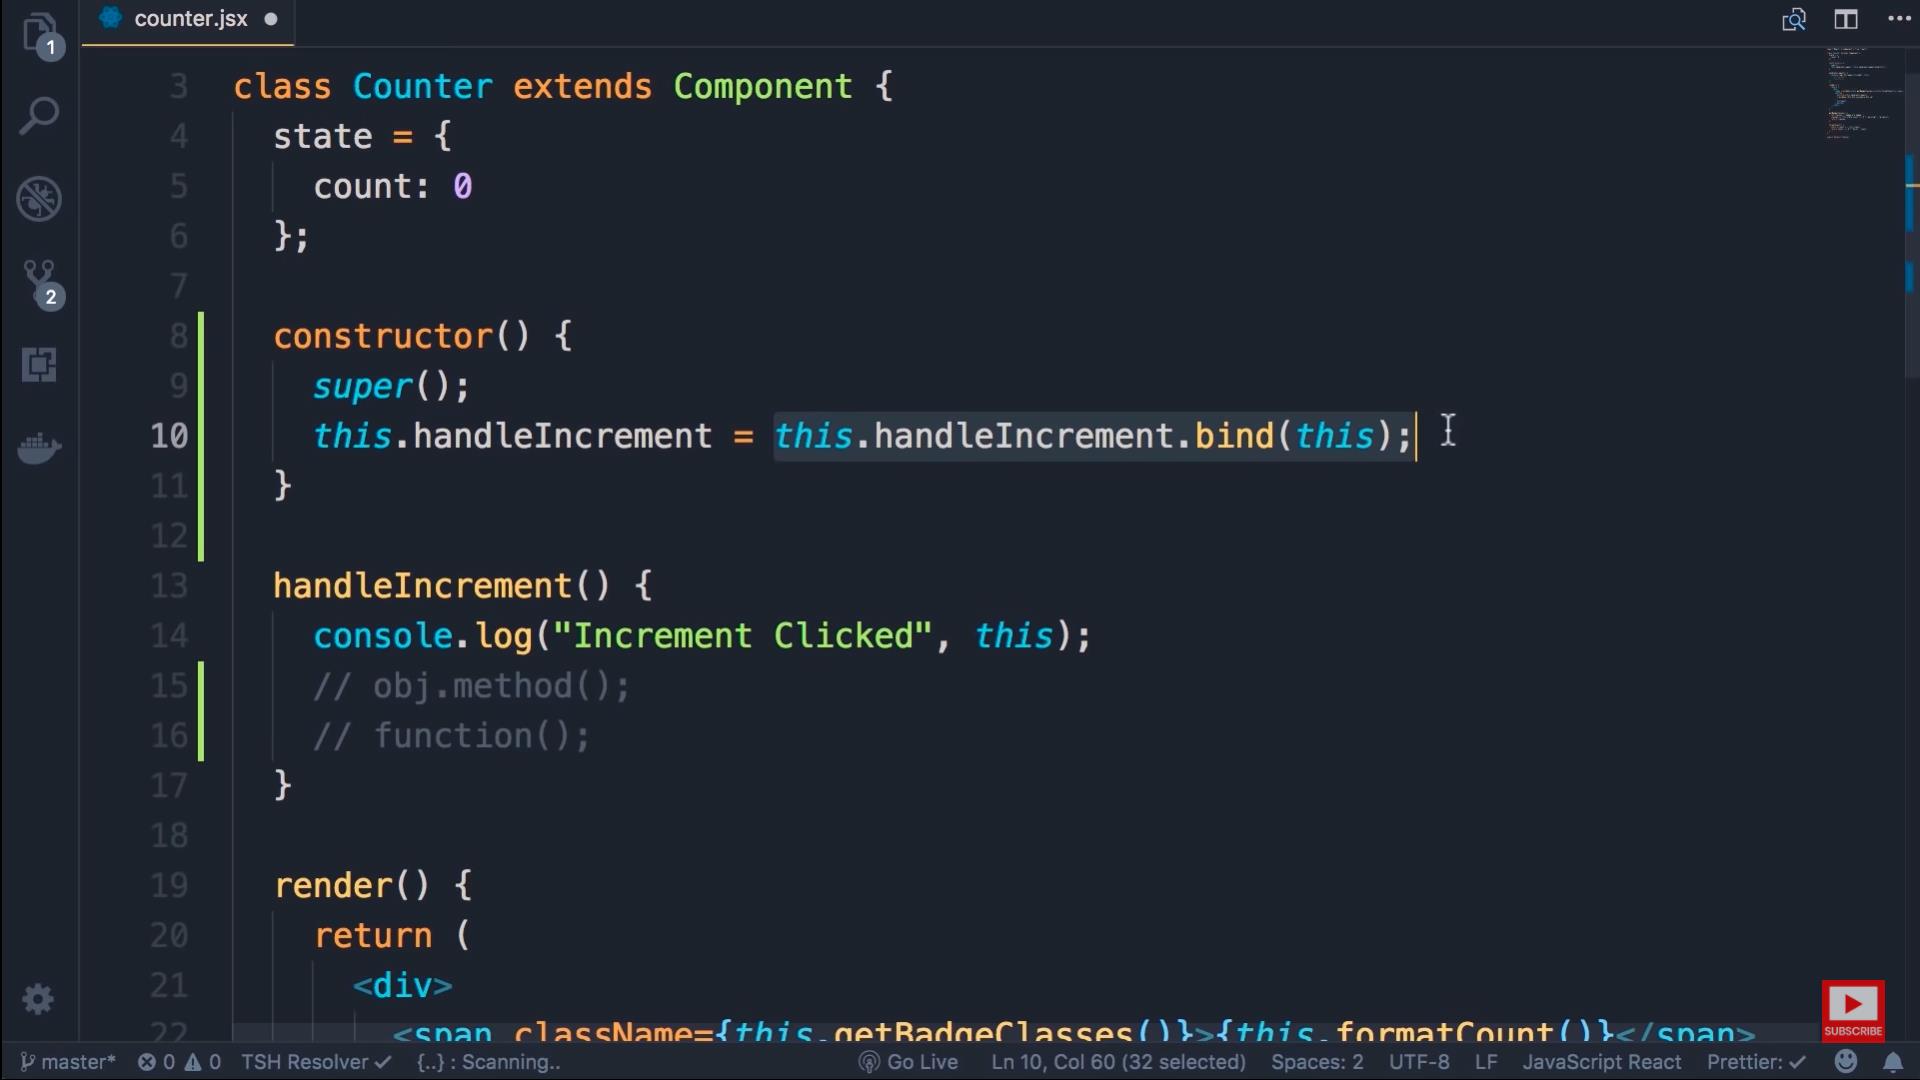 1
counter.jsx
3 class Counter extends Component {
4 state = {
5 count: 0
6 };
7
8 constructor() {
9 super();
10 this.handleIncrement = this.handleIncrement.bind(this);
11 }
12
13 handleIncrement() {
14 console.log("Increment Clicked", this);
15 // obj.method();
16 // function();
17 }
18
19 render() {
20 return (
21 <div>
22 <span className={this.getBadgeClasses()}>{this.formatCount()}</span>
2
SUBSCRIBE
master* 0 0 TSH Resolver {..} : Scanning.. Go Live Ln 10, Col 60 (32 selected) Spaces: 2 UTF-8 LF JavaScript React Prettier: